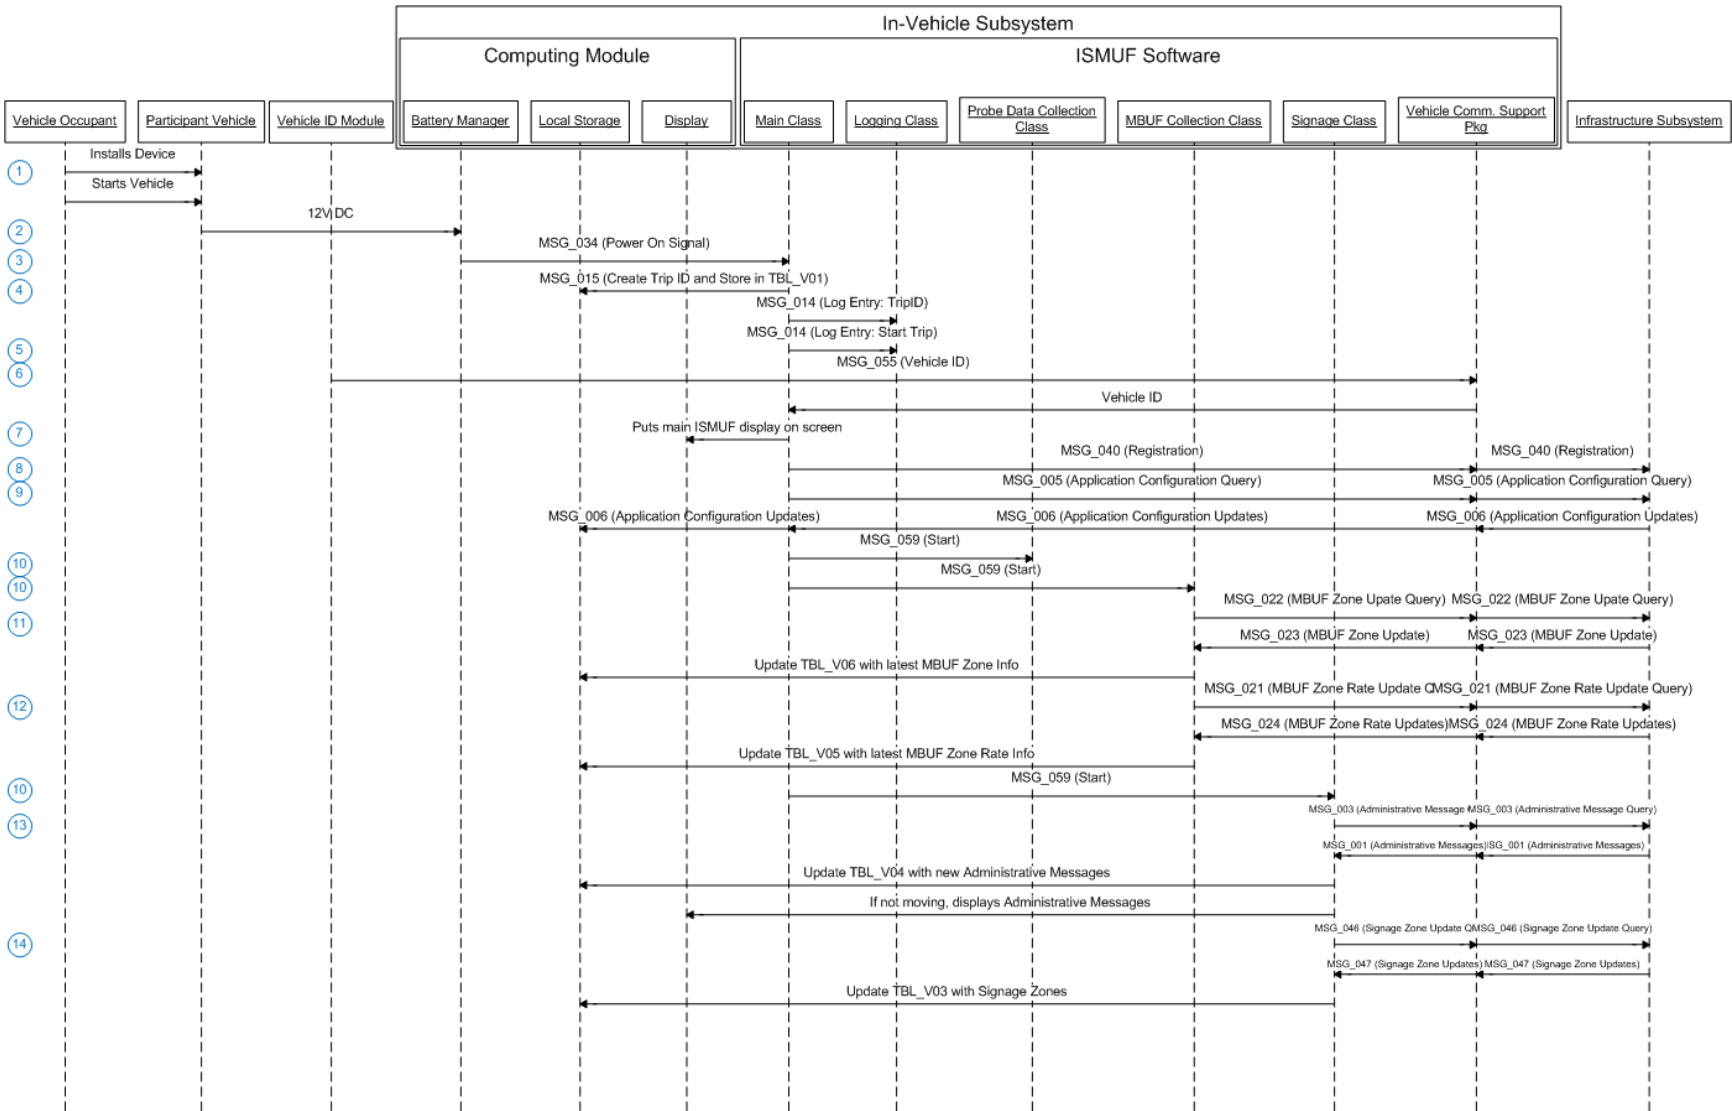 In-Vehicle Subsystem
Computing Module
ISMUF Software
Vehicle Occupant
Participant Vehicle
Vehicle ID Module
Battery Manager
Local Storage
Display
Main Class
Logging Class
Probe Data Collection
Class
MBUF Collection Class
Signage Class
Vehicle Comm. Support
Pkg
Infrastructure Subsystem
Installs Device
1
Starts Vehicle
12V DC
2
MSG_034 (Power On Signal)
3
MSG_015 (Create Trip ID and Store in TBL_V01)
4
MSG_014 (Log Entry: TripID)
MSG_014 (Log Entry: Start Trip)
5
MSG_055 (Vehicle ID)
6
Vehicle ID
Puts main ISMUF display on screen
7
MSG_040 (Registration)
MSG_040 (Registration)
8
MSG_005 (Application Configuration Query)
MSG_005 (Application Configuration Query)
9
MSG_006 (Application Configuration Updates)
MSG_006 (Application Configuration Updates)
MSG_006 (Application Configuration Updates)
MSG_059 (Start)
10
MSG_059 (Start)
10
MSG_022 (MBUF Zone Upate Query)
MSG_022 (MBUF Zone Upate Query)
11
MSG_023 (MBUF Zone Update)
MSG_023 (MBUF Zone Update)
Update TBL_V06 with latest MBUF Zone Info
MSG_021 (MBUF Zone Rate Update
MSG_021 (MBUF Zone Rate Update Query)
12
MSG_024 (MBUF Zone Rate Updates)
MSG_024 (MBUF Zone Rate Updates)
Update TBL_V05 with latest MBUF Zone Rate Info
MSG_059 (Start)
10
MSG_003 (Administrative Message
MSG_003 (Administrative Message Query)
13
MSG_001 (Administrative Messages)
SG_001 (Administrative Messages)
Update TBL_V04 with new Administrative Messages
If not moving, displays Administrative Messages
MSG_046 (Signage Zone Update
MSG_046 (Signage Zone Update Query)
14
MSG_047 (Signage Zone Updates)
MSG_047 (Signage Zone Updates)
Update TBL_V03 with Signage Zones